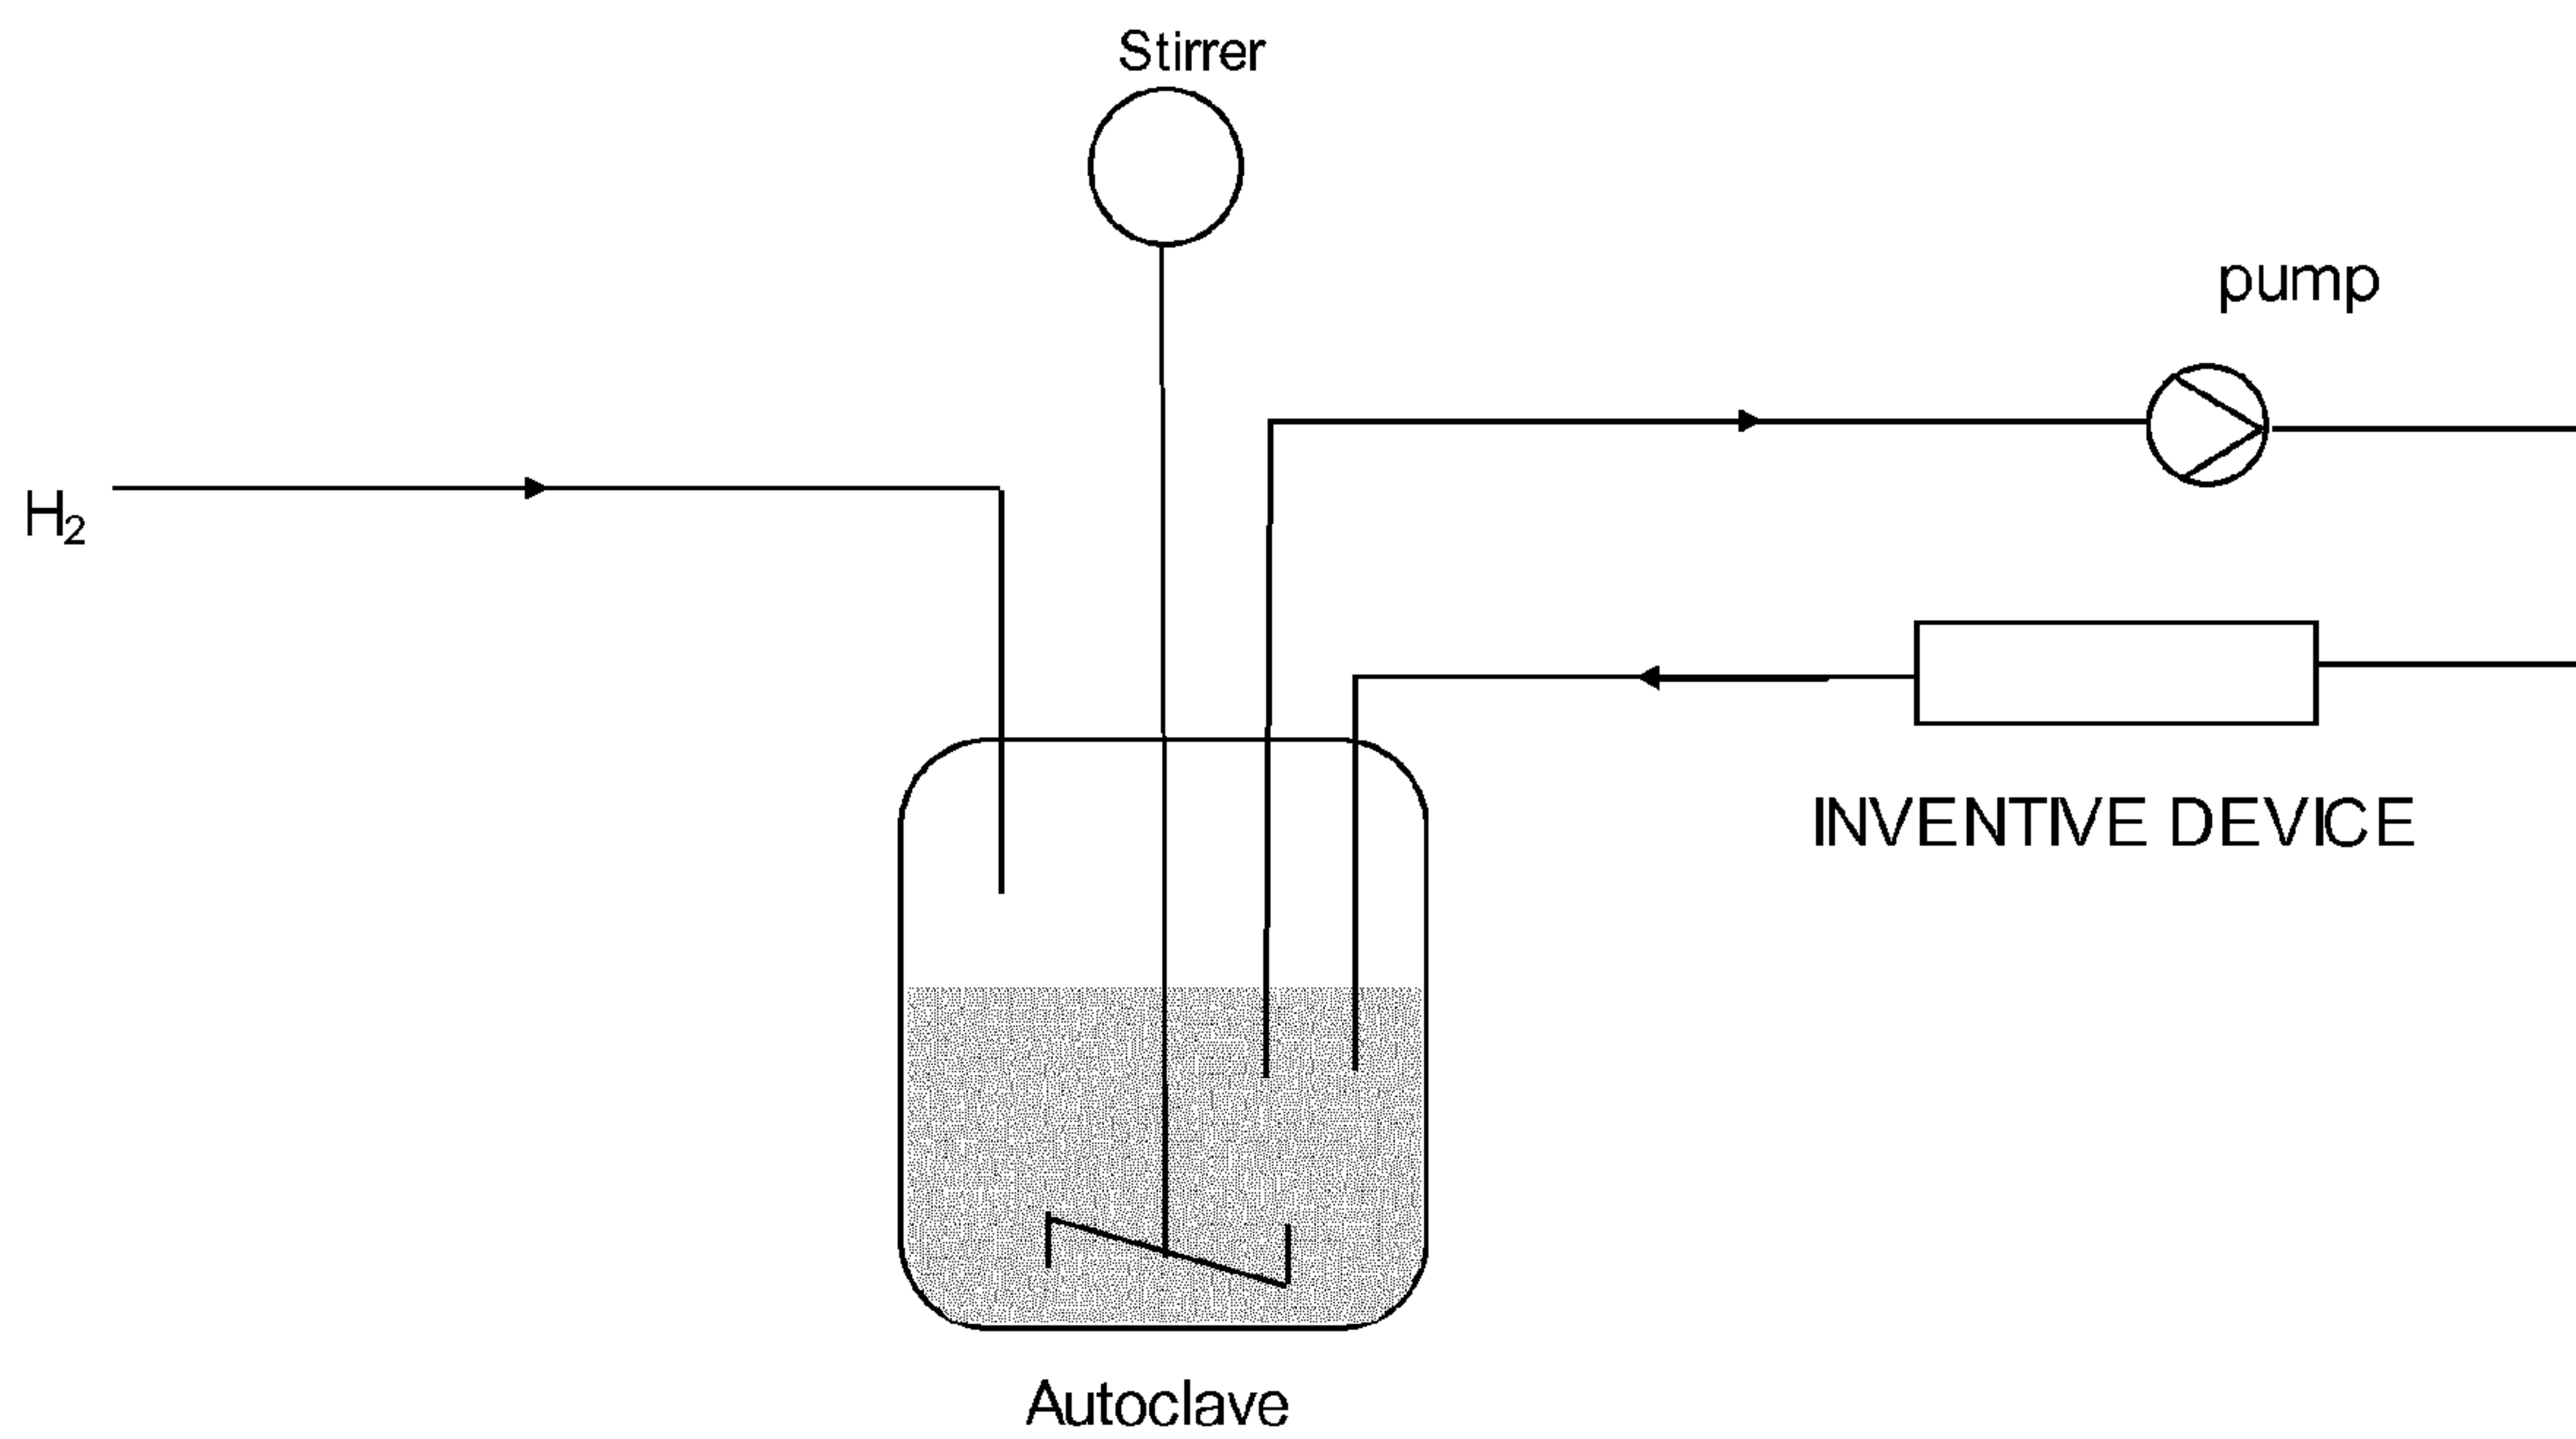 Stirrer
pump
H₂
INVENTIVE DEVICE
Autoclave